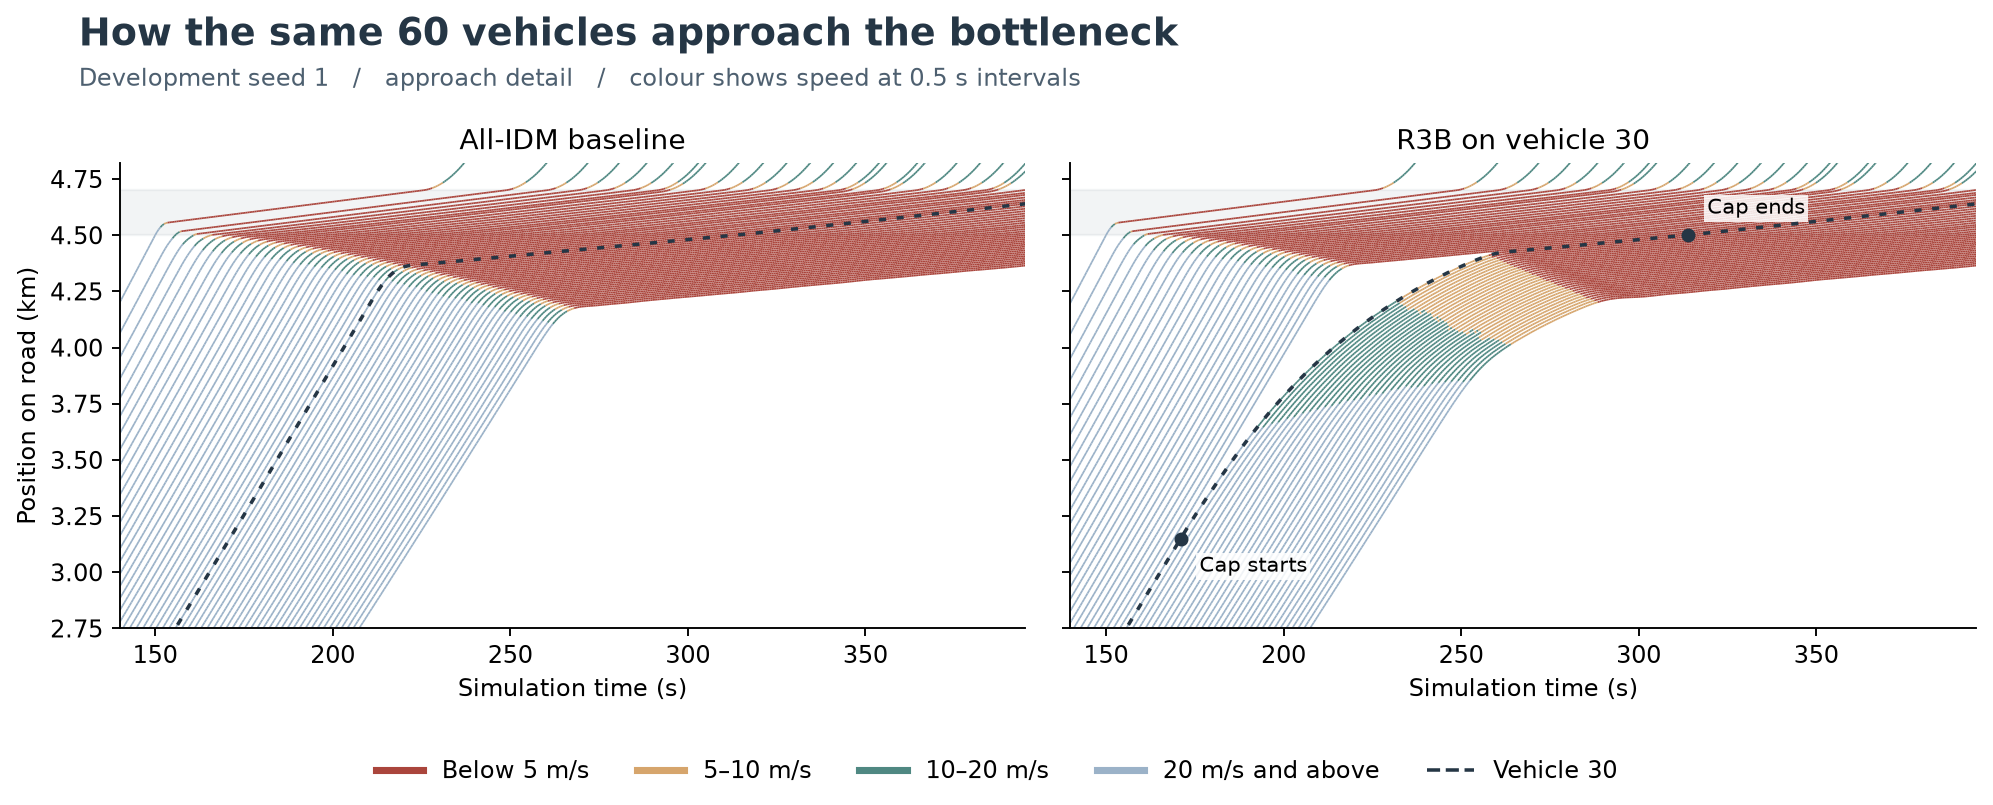 How the same 60 vehicles approach the bottleneck
Development seed 1 / approach detail / colour shows speed at 0.5 s intervals
All-IDM baseline
R3B on vehicle 30
Position on road (km)
4.75
4.50
4.25
4.00
3.75
3.50
3.25
3.00
2.75
150 200 250 300 350
Simulation time (s)
Cap ends
Cap starts
150 200 250 300 350
Simulation time (s)
Below 5 m/s 5–10 m/s 10–20 m/s 20 m/s and above Vehicle 30